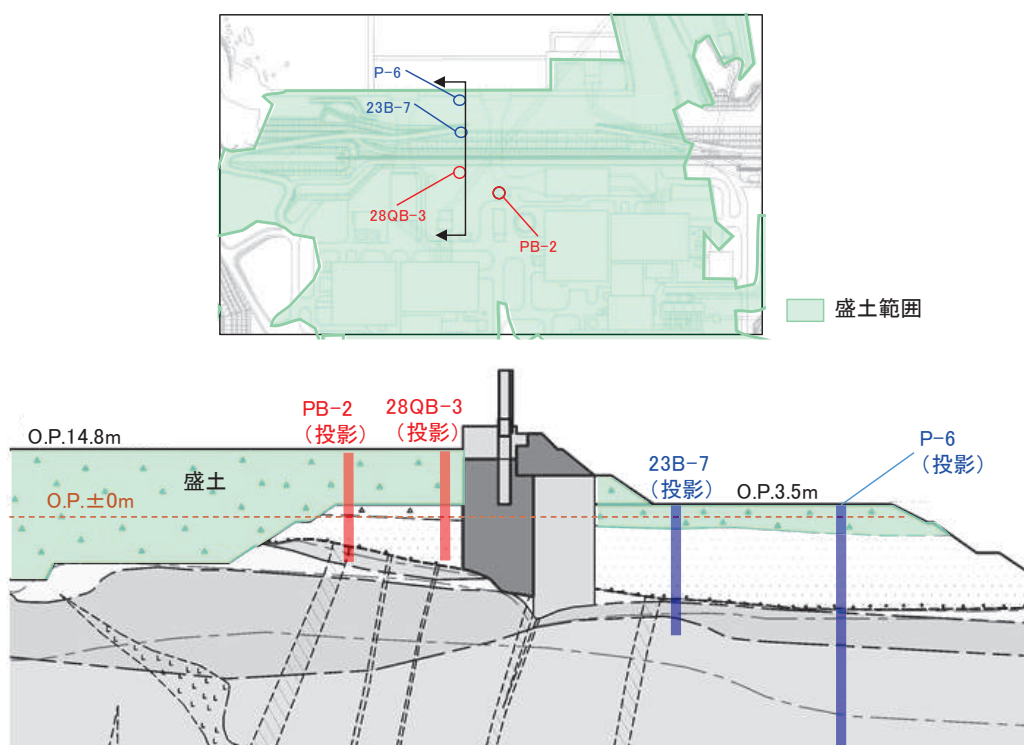 P-6
23B-7
28QB-3
PB-2
盛土範囲
PB-2
（投影）
28QB-3
（投影）
O.P.14.8m
盛土
O.P.±0m
23B-7
（投影）
O.P.3.5m
P-6
（投影）